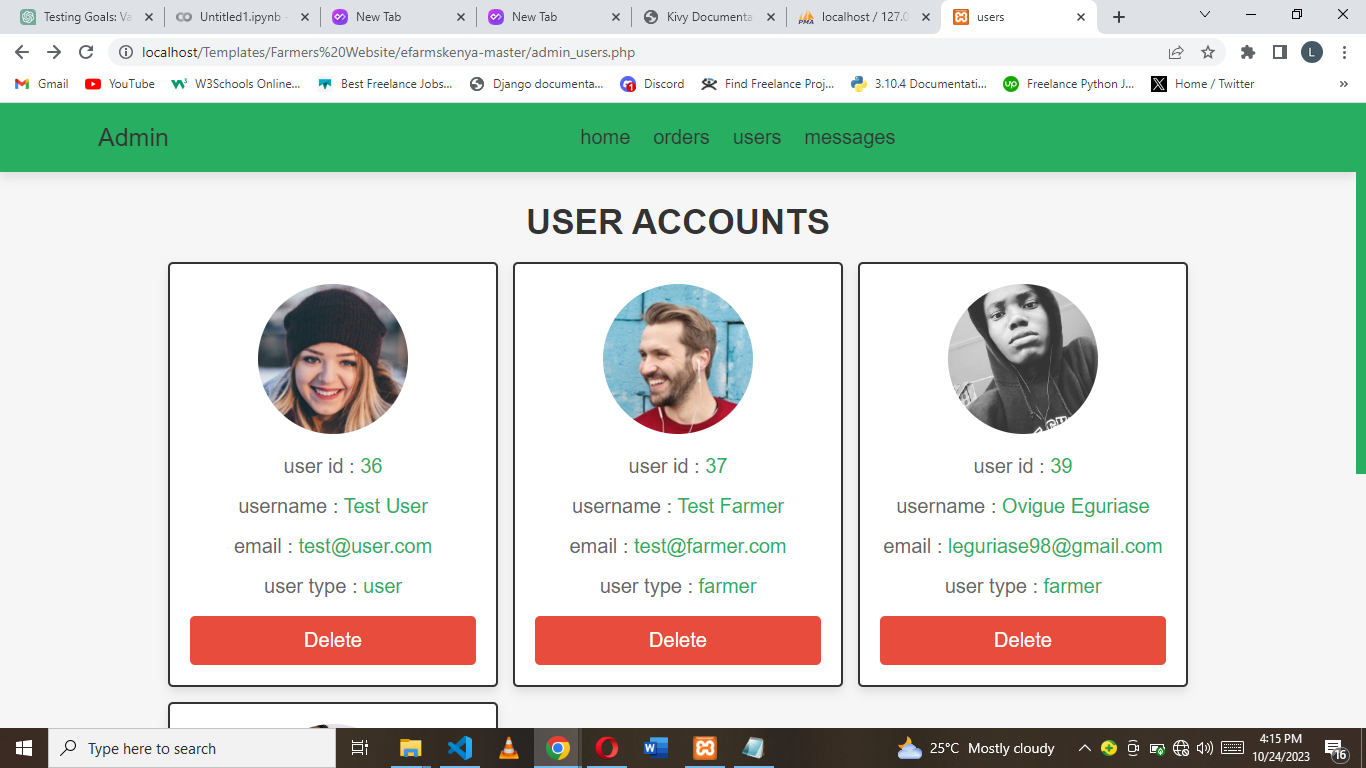 Testing Goals: Va
Untitled1.ipynb
New Tab
New Tab
Kivy Documenta
localhost / 127.0
users
localhost/Templates/Farmers%20Website/efarmskenya-master/admin_users.php
L
Gmail
YouTube
W3Schools Online...
Best Freelance Jobs...
Django documenta...
Discord
Find Freelance Proj...
3.10.4 Documentati...
Freelance Python J...
Home / Twitter
Admin
home orders users messages
USER ACCOUNTS
user id : 36
username : Test User
email : test@user.com
user type : user
Delete
user id : 37
username : Test Farmer
email : test@farmer.com
user type : farmer
Delete
user id : 39
username : Ovigue Eguriase
email : leguriase98@gmail.com
user type : farmer
Delete
Type here to search
25°C Mostly cloudy
4:15 PM
10/24/2023
16